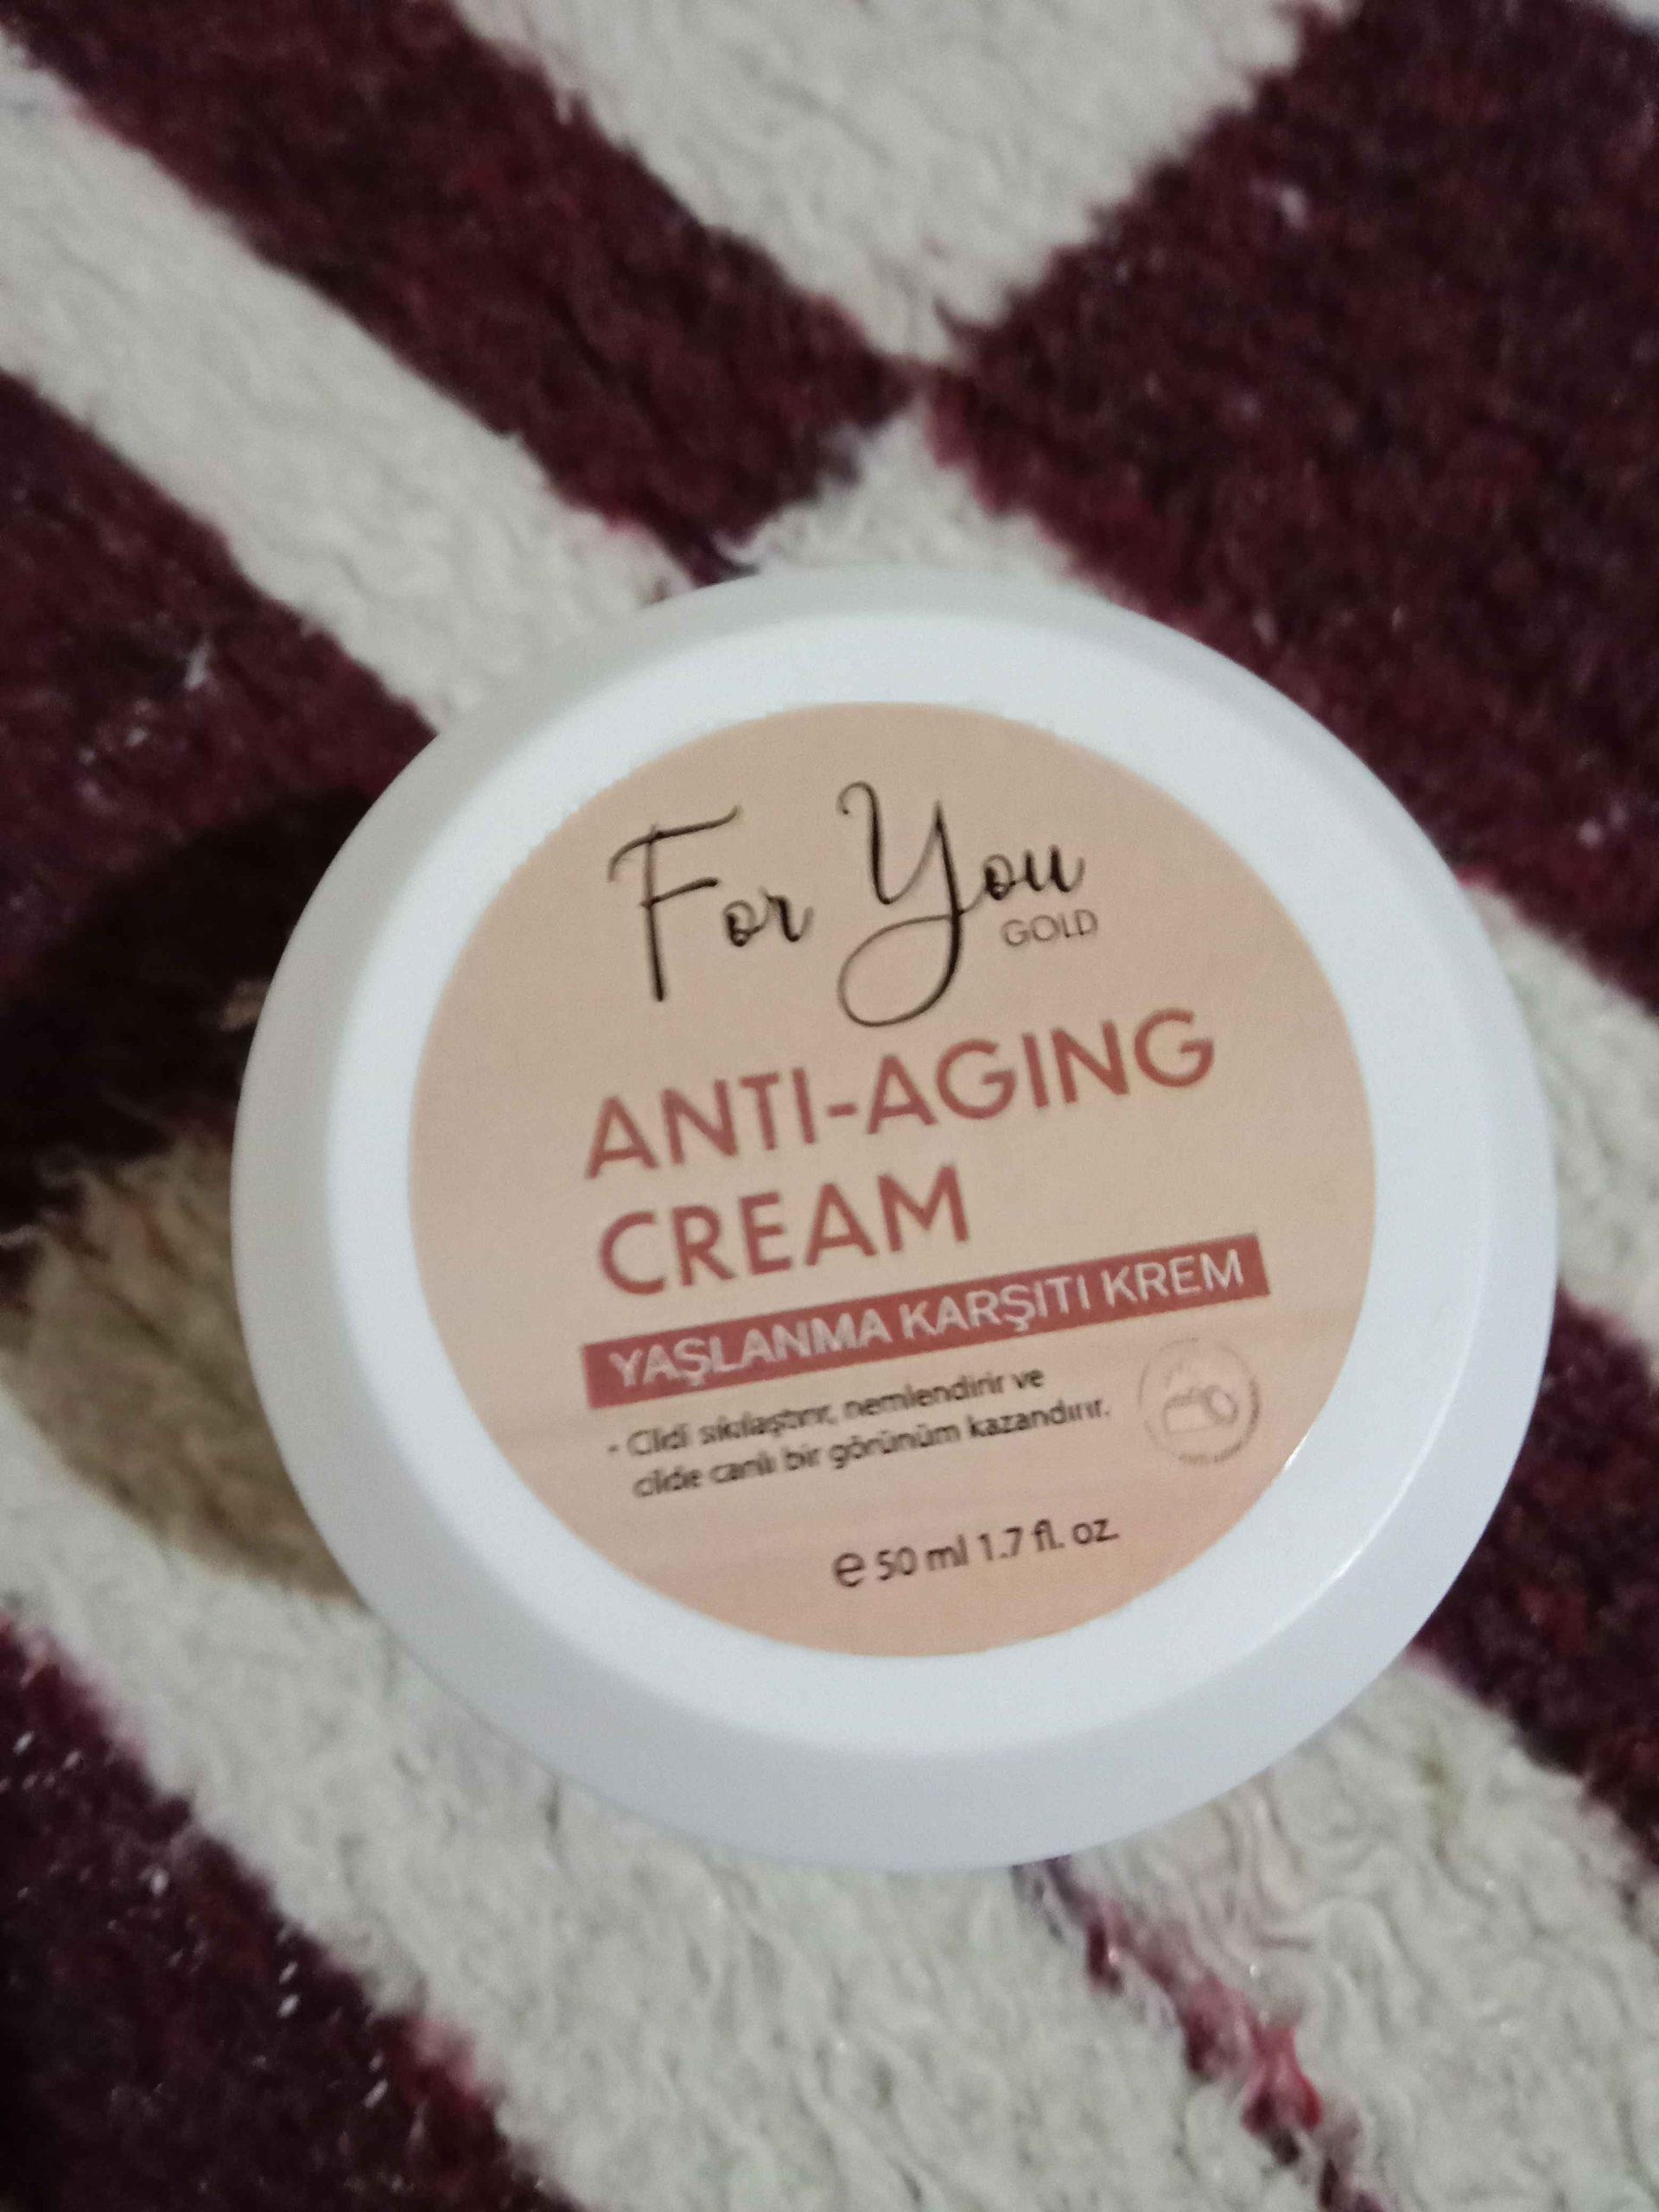 For You
GOLD
ANTI-AGING
CREAM
YAŞLANMA KARŞITI KREM
- Cildi sıkılaştırır, nemlendirir ve
cilde canlı bir görünüm kazandırır.
e 50 ml 1.7 fl. oz.